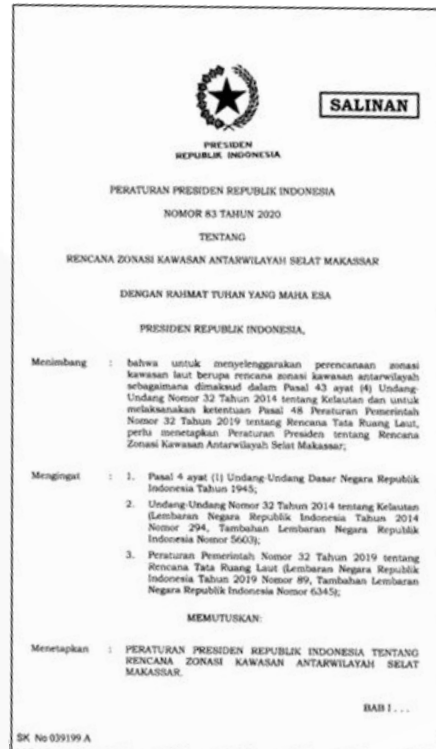 SALINAN
PRESIDEN
REPUBLIK INDONESIA
PERATURAN PRESIDEN REPUBLIK INDONESIA
NOMOR 83 TAHUN 2020
TENTANG
RENCANA ZONASI KAWASAN ANTARWILAYAH SELAT MAKASSAR
DENGAN RAHMAT TUHAN YANG MAHA ESA
PRESIDEN REPUBLIK INDONESIA,
Menimbang : bahwa untuk menyelenggarakan perencanaan zonasi
kawasan laut berupa rencana zonasi kawasan antarwilayah
sebagaimana dimaksud dalam Pasal 43 ayat (4) Undang-
Undang Nomor 32 Tahun 2014 tentang Kelautan dan untuk
melaksanakan ketentuan Pasal 48 Peraturan Pemerintah
Nomor 32 Tahun 2019 tentang Rencana Tata Ruang Laut,
perlu menetapkan Peraturan Presiden tentang Rencana
Zonasi Kawasan Antarwilayah Selat Makassar;
Mengingat : 1. Pasal 4 ayat (1) Undang-Undang Dasar Negara Republik
Indonesia Tahun 1945;
2. Undang-Undang Nomor 32 Tahun 2014 tentang Kelautan
(Lembaran Negara Republik Indonesia Tahun 2014
Nomor 294, Tambahan Lembaran Negara Republik
Indonesia Nomor 5603);
3. Peraturan Pemerintah Nomor 32 Tahun 2019 tentang
Rencana Tata Ruang Laut (Lembaran Negara Republik
Indonesia Tahun 2019 Nomor 89, Tambahan Lembaran
Negara Republik Indonesia Nomor 6345);
MEMUTUSKAN:
Menetapkan : PERATURAN PRESIDEN REPUBLIK INDONESIA TENTANG
RENCANA ZONASI KAWASAN ANTARWILAYAH SELAT
MAKASSAR.
BAB I . . .
SK No 039199 A